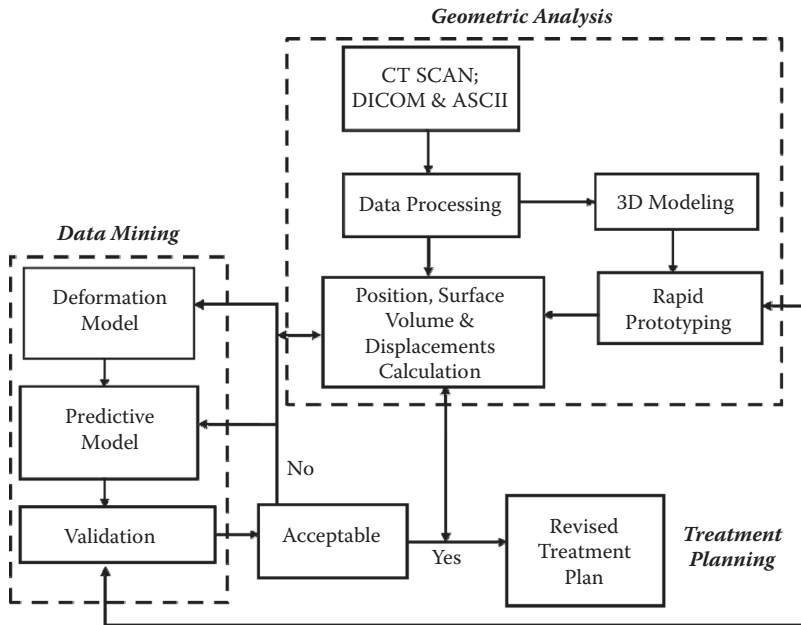 Geometric Analysis
CT SCAN;
DICOM & ASCII
Data Processing
3D Modeling
Data Mining
Deformation
Model
Position, Surface
Volume &
Displacements
Calculation
Rapid
Prototyping
Predictive
Model
No
Validation
Acceptable
Yes
Revised
Treatment
Plan
Treatment
Planning